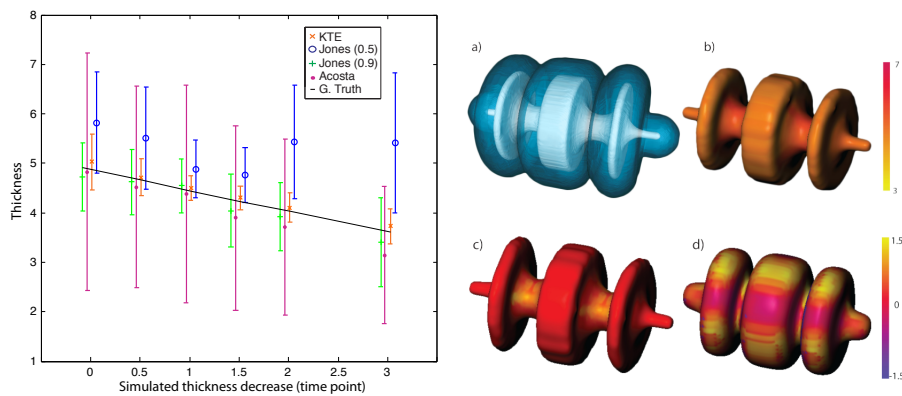 8
7
6
5
4
3
2
1
Thickness
KTE
Jones (0.5)
Jones (0.9)
Acosta
G. Truth
0 0.5 1 1.5 2 2.5 3
Simulated thickness decrease (time point)
a)
b)
7
3
c)
d)
1.5
0
-1.5